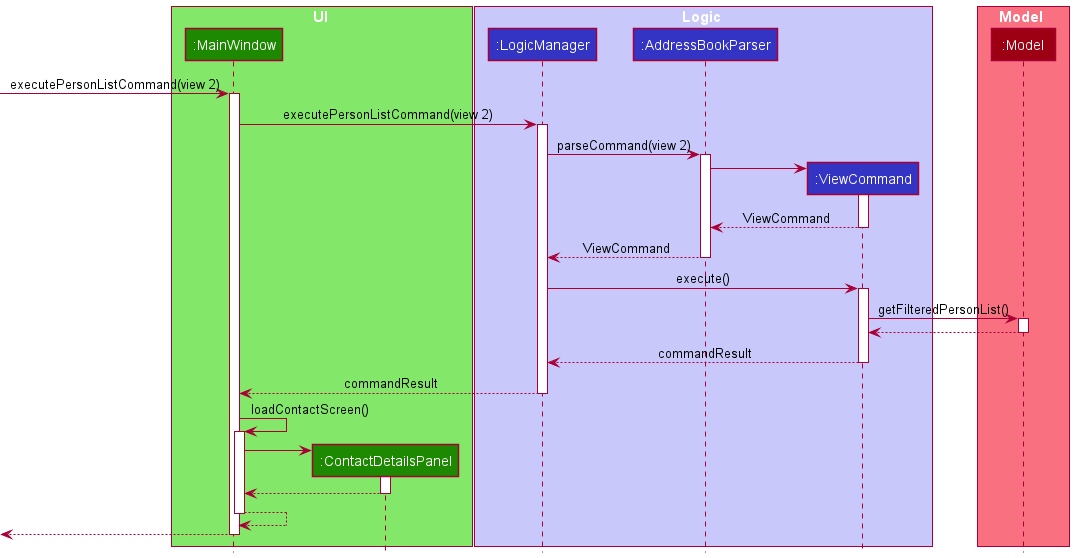 UI
Logic
Model
:MainWindow
:LogicManager
:AddressBookParser
:Model
executePersonListCommand(view 2)
executePersonListCommand(view 2)
parseCommand(view 2)
:ViewCommand
ViewCommand
ViewCommand
execute()
getFilteredPersonList()
commandResult
commandResult
loadContactScreen()
:ContactDetailsPanel